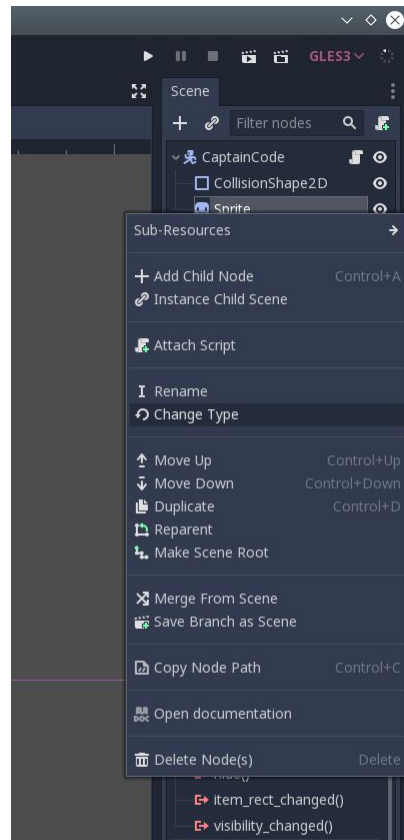 GLES3
Scene
Filter nodes
CaptainCode
CollisionShape2D
Sprite
Sub-Resources
Add Child Node Control+A
Instance Child Scene
Attach Script
Rename
Change Type
Move Up Control+Up
Move Down Control+Down
Duplicate Control+D
Reparent
Make Scene Root
Merge From Scene
Save Branch as Scene
Copy Node Path Control+C
DOC Open documentation
Delete Node(s) Delete
item_rect_changed()
visibility_changed()